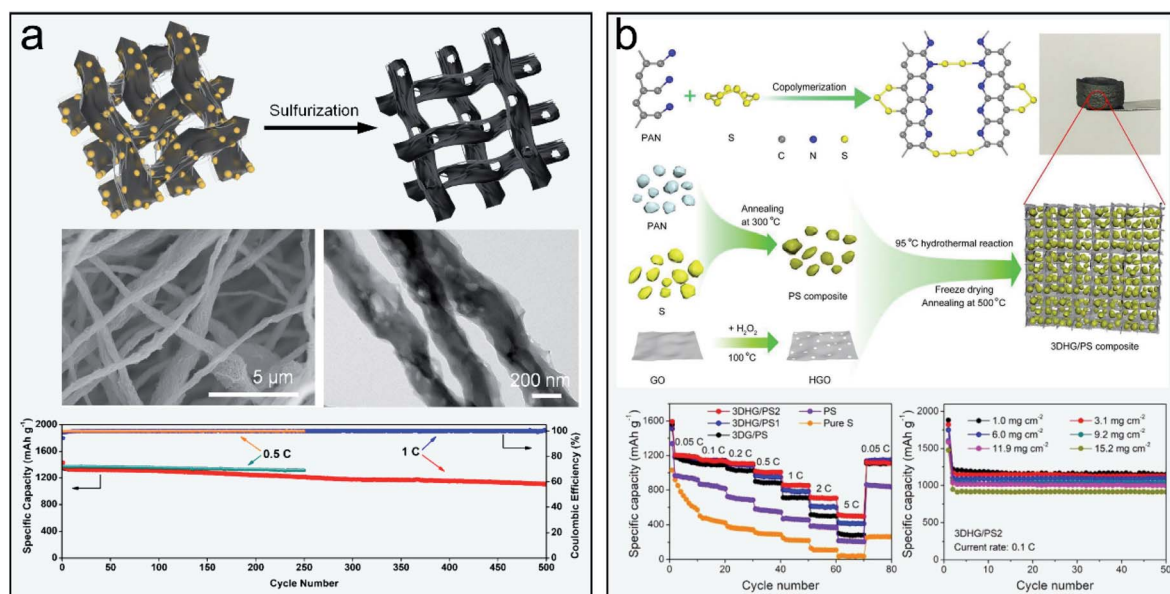 a
Sulfurization
5 µm
200 nm
2000
1600
1200
800
400
0
Specific Capacity (mAh g⁻¹)
0.5 C
1 C
100
80
60
40
20
0
Coulombic Efficiency (%)
0 50 100 150 200 250 300 350 400 450 500
Cycle Number
b
PAN
+
S
Copolymerization
C N S
PAN
S
Annealing
at 300 °C
PS composite
95 °C hydrothermal reaction
Freeze drying
Annealing at 500°C
3DHG/PS composite
GO
+ H₂O₂
100 °C
HGO
1600
1200
800
400
0
Specific capacity (mAh g⁻¹)
3DHG/PS2
3DHG/PS1
3DG/PS
PS
Pure S
0.05 C
0.1 C
0.2 C
0.5 C
1 C
2 C
5 C
0.05 C
0 20 40 60 80
Cycle number
2000
1500
1000
500
0
Specific capacity (mAh g⁻¹)
1.0 mg cm⁻² 3.1 mg cm⁻²
6.0 mg cm⁻² 9.2 mg cm⁻²
11.9 mg cm⁻² 15.2 mg cm⁻²
3DHG/PS2
Current rate: 0.1 C
0 10 20 30 40 50
Cycle number